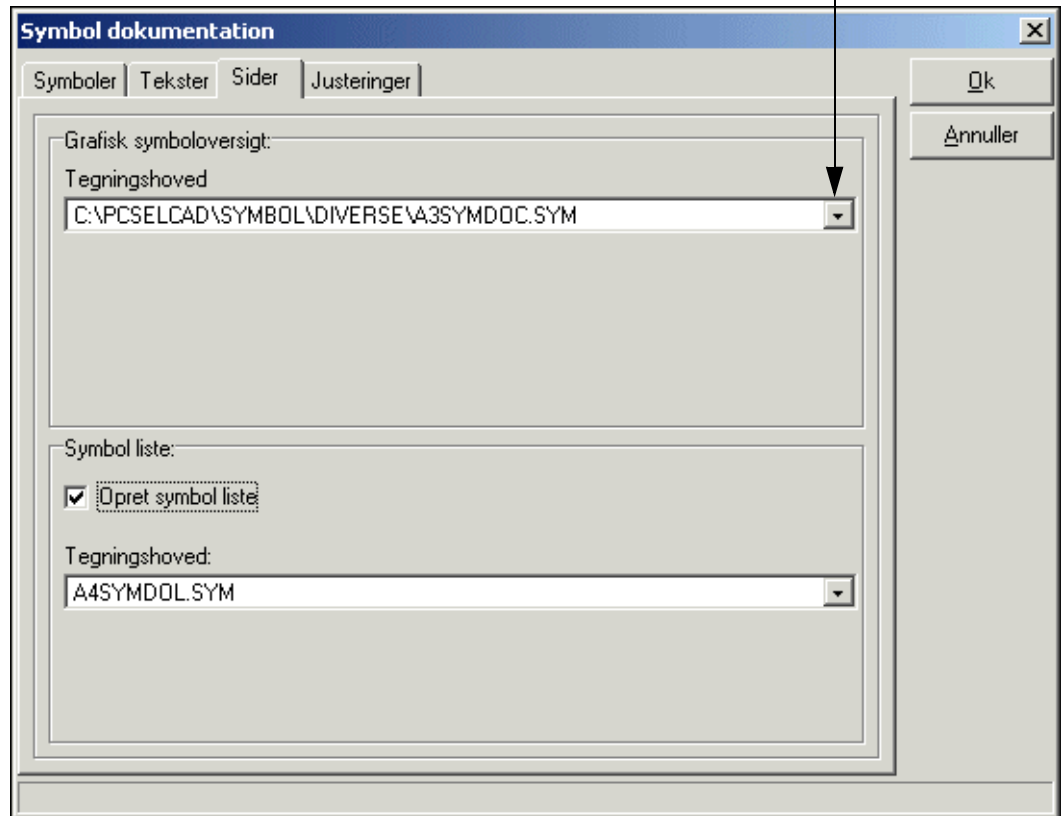 Symbol dokumentation
Symboler Tekster Sider Justeringer
Ok
Annuller
Grafisk symboloversigt:
Tegningshoved
C:\PCSELCAD\SYMBOL\DIVERSE\A3SYMDOC.SYM
Symbol liste:
Opret symbol liste
Tegningshoved:
A4SYMDOL.SYM